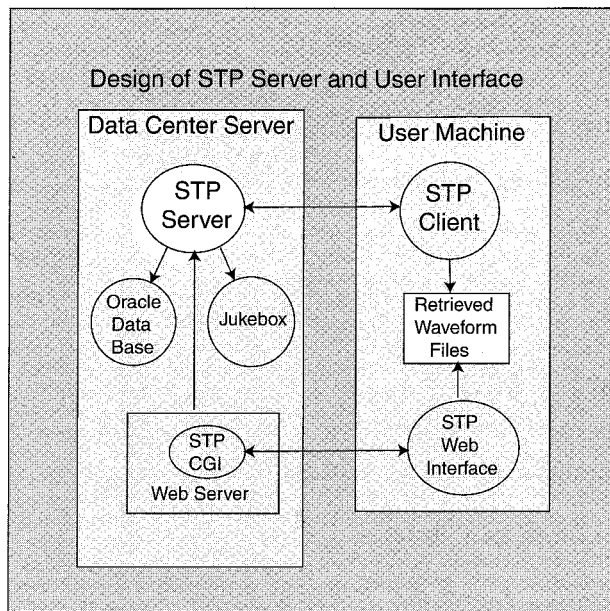 Design of STP Server and User Interface
Data Center Server
User Machine
STP
Server
STP
Client
Oracle
Data
Base
Jukebox
Retrieved
Waveform
Files
STP
CGI
Web Server
STP
Web
Interface